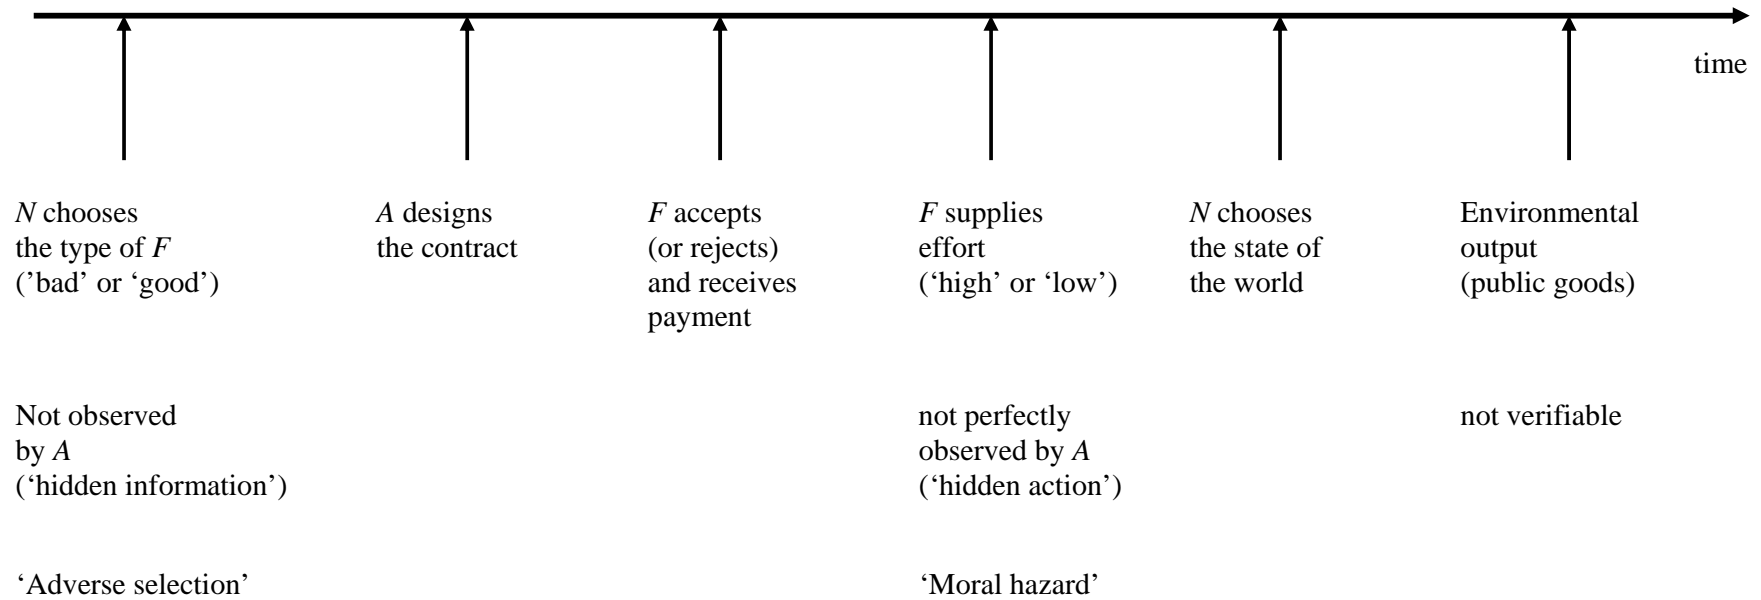 time
N chooses
the type of F
(’bad’ or ‘good’)
A designs
the contract
F accepts
(or rejects)
and receives
payment
F supplies
effort
(‘high’ or ‘low’)
N chooses
the state of
the world
Environmental
output
(public goods)
Not observed
by A
(‘hidden information’)
not perfectly
observed by A
(‘hidden action’)
not verifiable
‘Adverse selection’
‘Moral hazard’